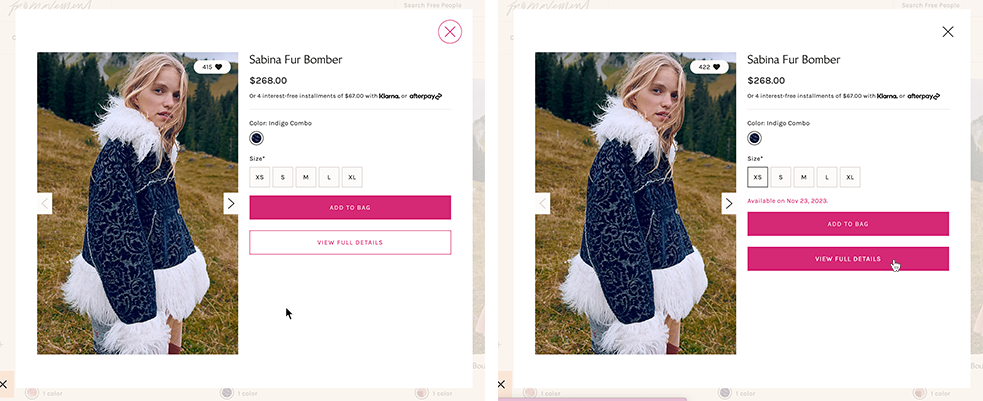 Search Free People
415
Sabina Fur Bomber
$268.00
Or 4 interest-free installments of $67.00 with Klarna. or afterpay
Color: Indigo Combo
Size*
XS S M L XL
ADD TO BAG
VIEW FULL DETAILS
1 color
1 color
1 color
Search Free People
422
Sabina Fur Bomber
$268.00
Or 4 interest-free installments of $67.00 with Klarna. or afterpay
Color: Indigo Combo
Size*
XS S M L XL
Available on Nov 23, 2023.
ADD TO BAG
VIEW FULL DETAILS
1 color
1 color
1 color